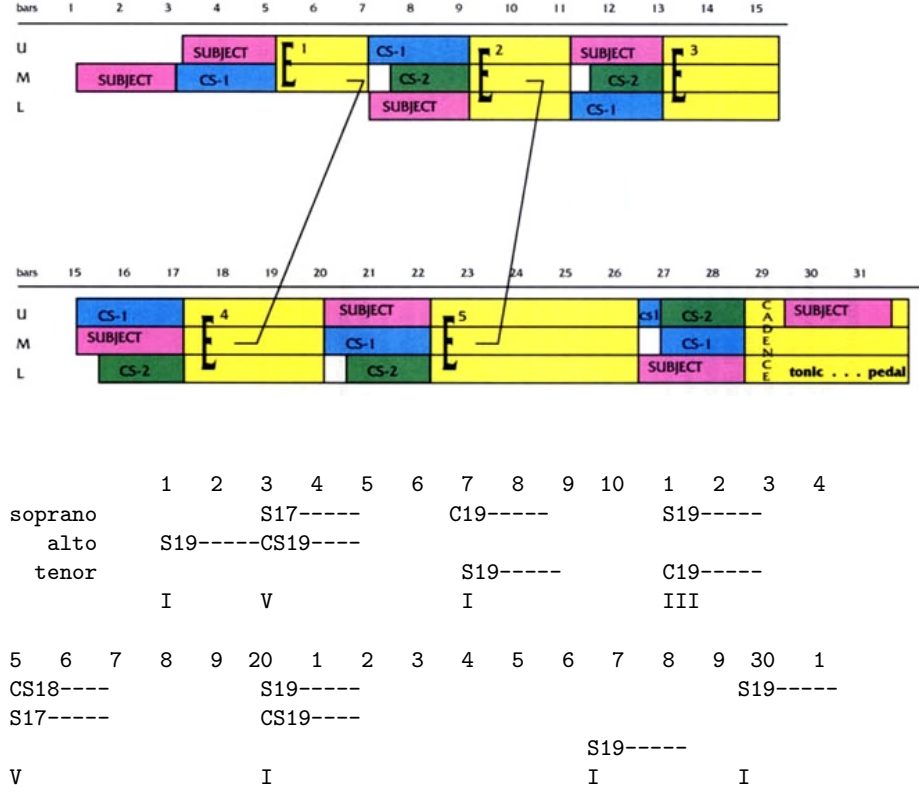 bars 1 2 3 4 5 6 7 8 9 10 11 12 13 14 15
U SUBJECT E 1 CS-1 E 2 SUBJECT E 3
M SUBJECT CS-1 CS-2 CS-2
L SUBJECT CS-1
bars 15 16 17 18 19 20 21 22 23 24 25 26 27 28 29 30 31
U CS-1 E 4 SUBJECT E 5 cs1 CS-2 CADENCE SUBJECT
M SUBJECT CS-1 CS-1
L CS-2 CS-2 SUBJECT tonic . . . pedal
1 2 3 4 5 6 7 8 9 10 1 2 3 4
soprano S17----- C19----- S19-----
alto S19-----CS19----
tenor S19----- C19-----
I V I III
5 6 7 8 9 20 1 2 3 4 5 6 7 8 9 30 1
CS18---- S19----- S19-----
S17----- CS19----
S19-----
V I I I